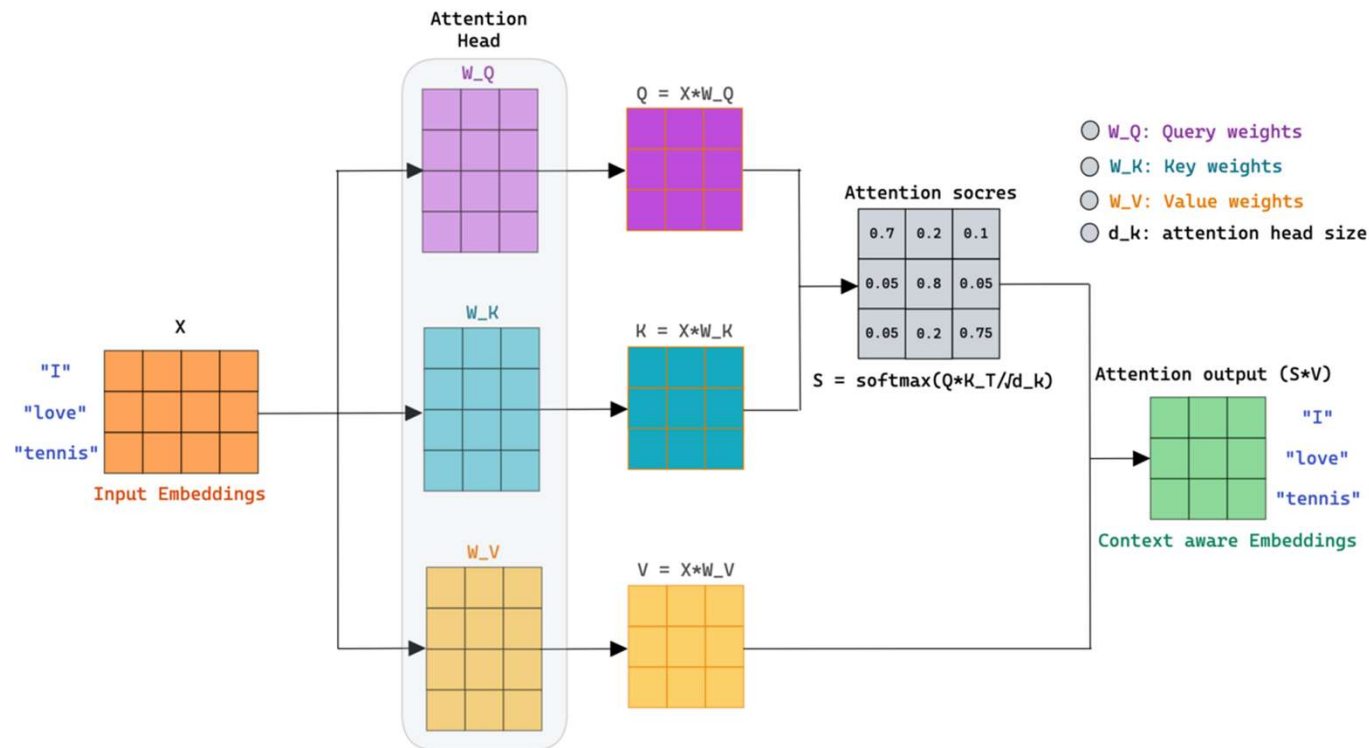 Attention
Head
W_Q
Q = X*W_Q
W_Q: Query weights
W_K: Key weights
W_V: Value weights
d_k: attention head size
Attention socres
0.7 0.2 0.1
0.05 0.8 0.05
0.05 0.2 0.75
S = softmax(Q*K_T/√d_k)
X
"I"
"love"
"tennis"
Input Embeddings
W_K
K = X*W_K
Attention output (S*V)
"I"
"love"
"tennis"
Context aware Embeddings
W_V
V = X*W_V